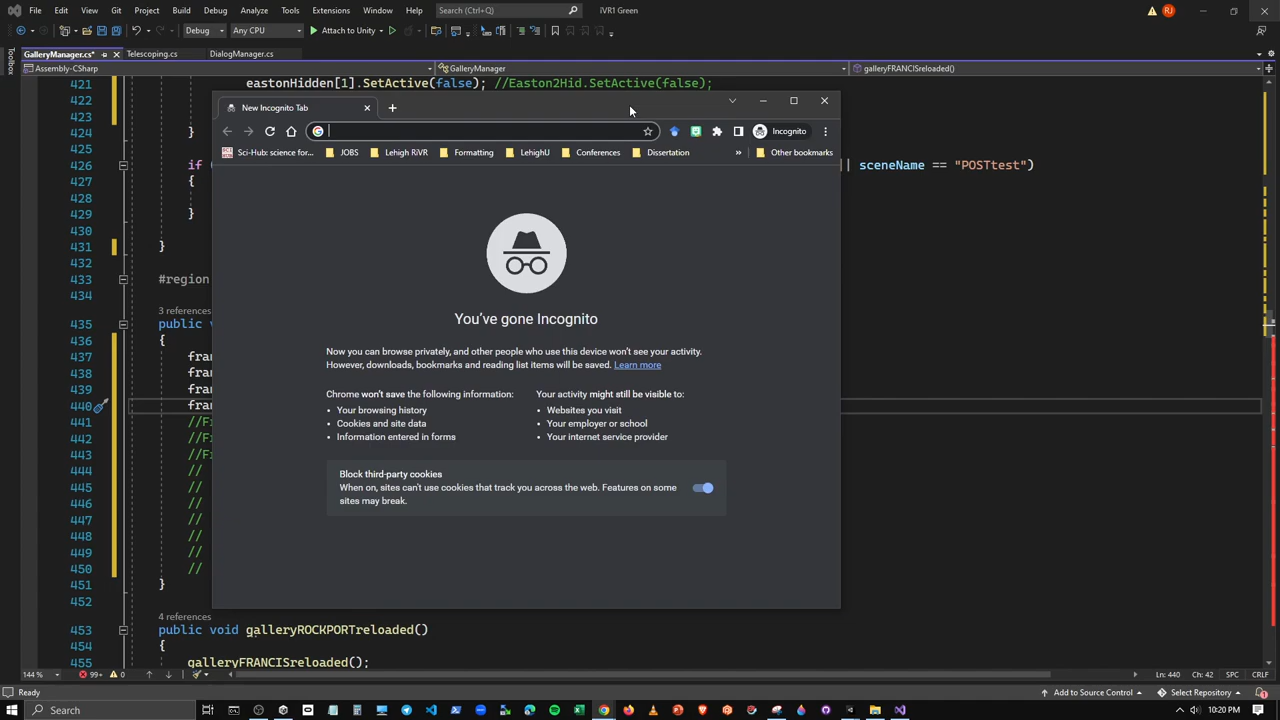 File Edit View Git Project Build Debug Analyze Tools Extensions Window Help Search (Ctrl+Q) iVR1 Green RJ
Debug Any CPU Attach to Unity
GalleryManager.cs* Telescoping.cs DialogManager.cs
Toolbox
Assembly-CSharp GalleryManager galleryFRANCISreloaded()
421 eastonHidden[1].SetActive(false); //Easton2Hid.SetActive(false);
422
423
424 }
425
426 if | sceneName == "POSTtest")
427 {
428
429 }
430
431 }
432
433 #region
434
3 references
435 public v
436 {
437 fra
438 fra
439 fra
440 fra
441 //F
442 //F
443 //F
444 //
445 //
446 //
447 //
448 //
449 //
450 //
451 }
452
4 references
453 public void galleryROCKPORTreloaded()
454 {
455 galleryFRANCISreloaded();
New Incognito Tab
Incognito
Sci-Hub: science for... JOBS Lehigh RiVR Formatting LehighU Conferences Dissertation » Other bookmarks
You've gone Incognito
Now you can browse privately, and other people who use this device won't see your activity.
However, downloads, bookmarks and reading list items will be saved. Learn more
Chrome won't save the following information:
• Your browsing history
• Cookies and site data
• Information entered in forms
Your activity might still be visible to:
• Websites you visit
• Your employer or school
• Your internet service provider
Block third-party cookies
When on, sites can't use cookies that track you across the web. Features on some
sites may break.
144 % 99+ 0 Ln: 440 Ch: 42 SPC CRLF
Ready Add to Source Control Select Repository
Search 10:20 PM